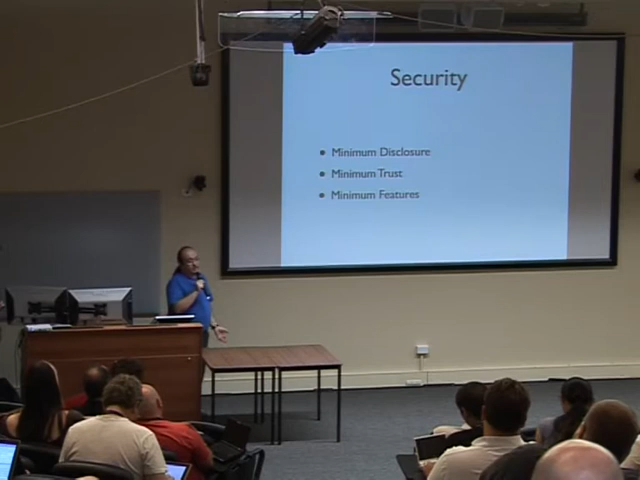 Security
• Minimum Disclosure
• Minimum Trust
• Minimum Features